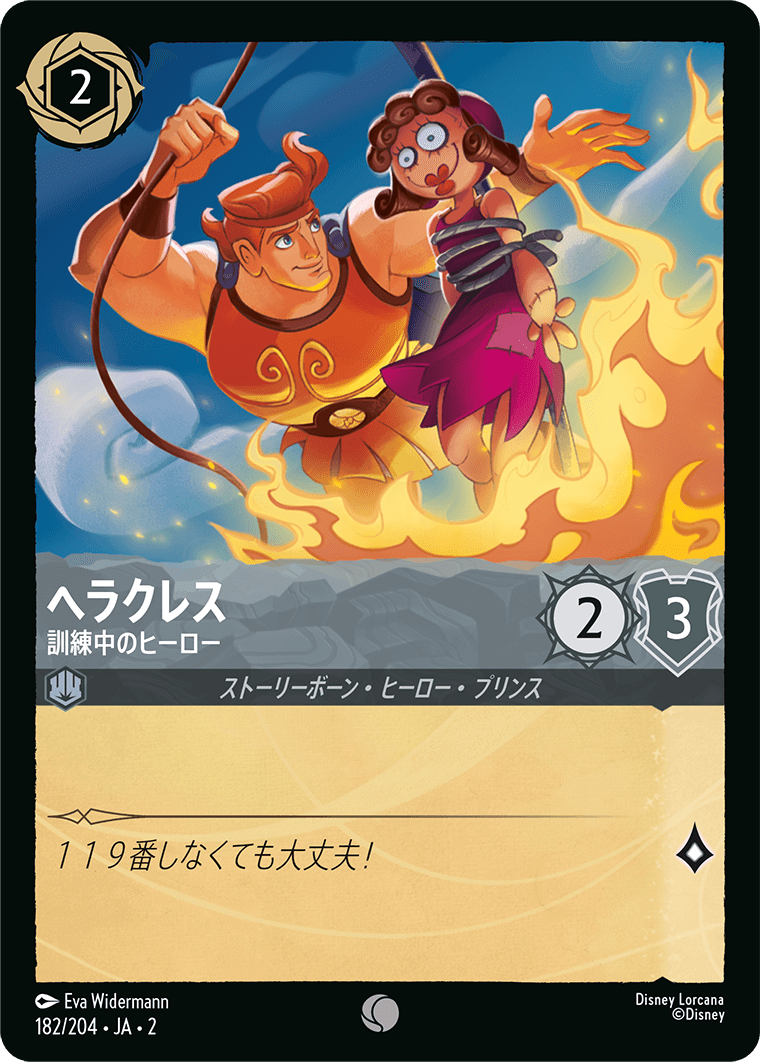 2
ヘラクレス
訓練中のヒーロー
2
3
ストーリーボーン・ヒーロー・プリンス
１１９番しなくても大丈夫!
Eva Widermann
182/204・JA・2
Disney Lorcana
©Disney